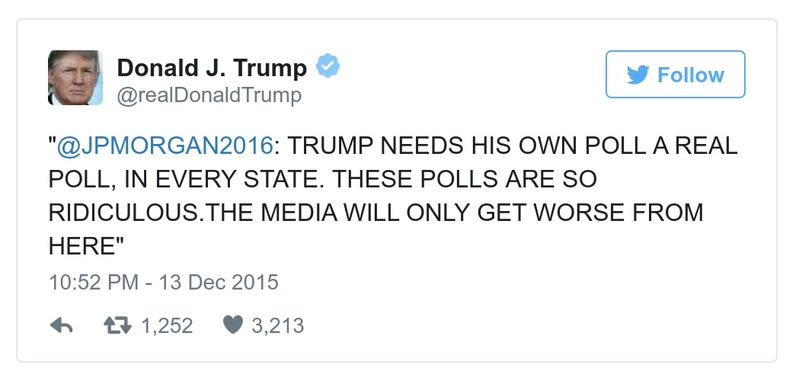 Donald J. Trump
@realDonaldTrump
Follow
"@JPMORGAN2016: TRUMP NEEDS HIS OWN POLL A REAL
POLL, IN EVERY STATE. THESE POLLS ARE SO
RIDICULOUS.THE MEDIA WILL ONLY GET WORSE FROM
HERE"
10:52 PM - 13 Dec 2015
1,252 3,213